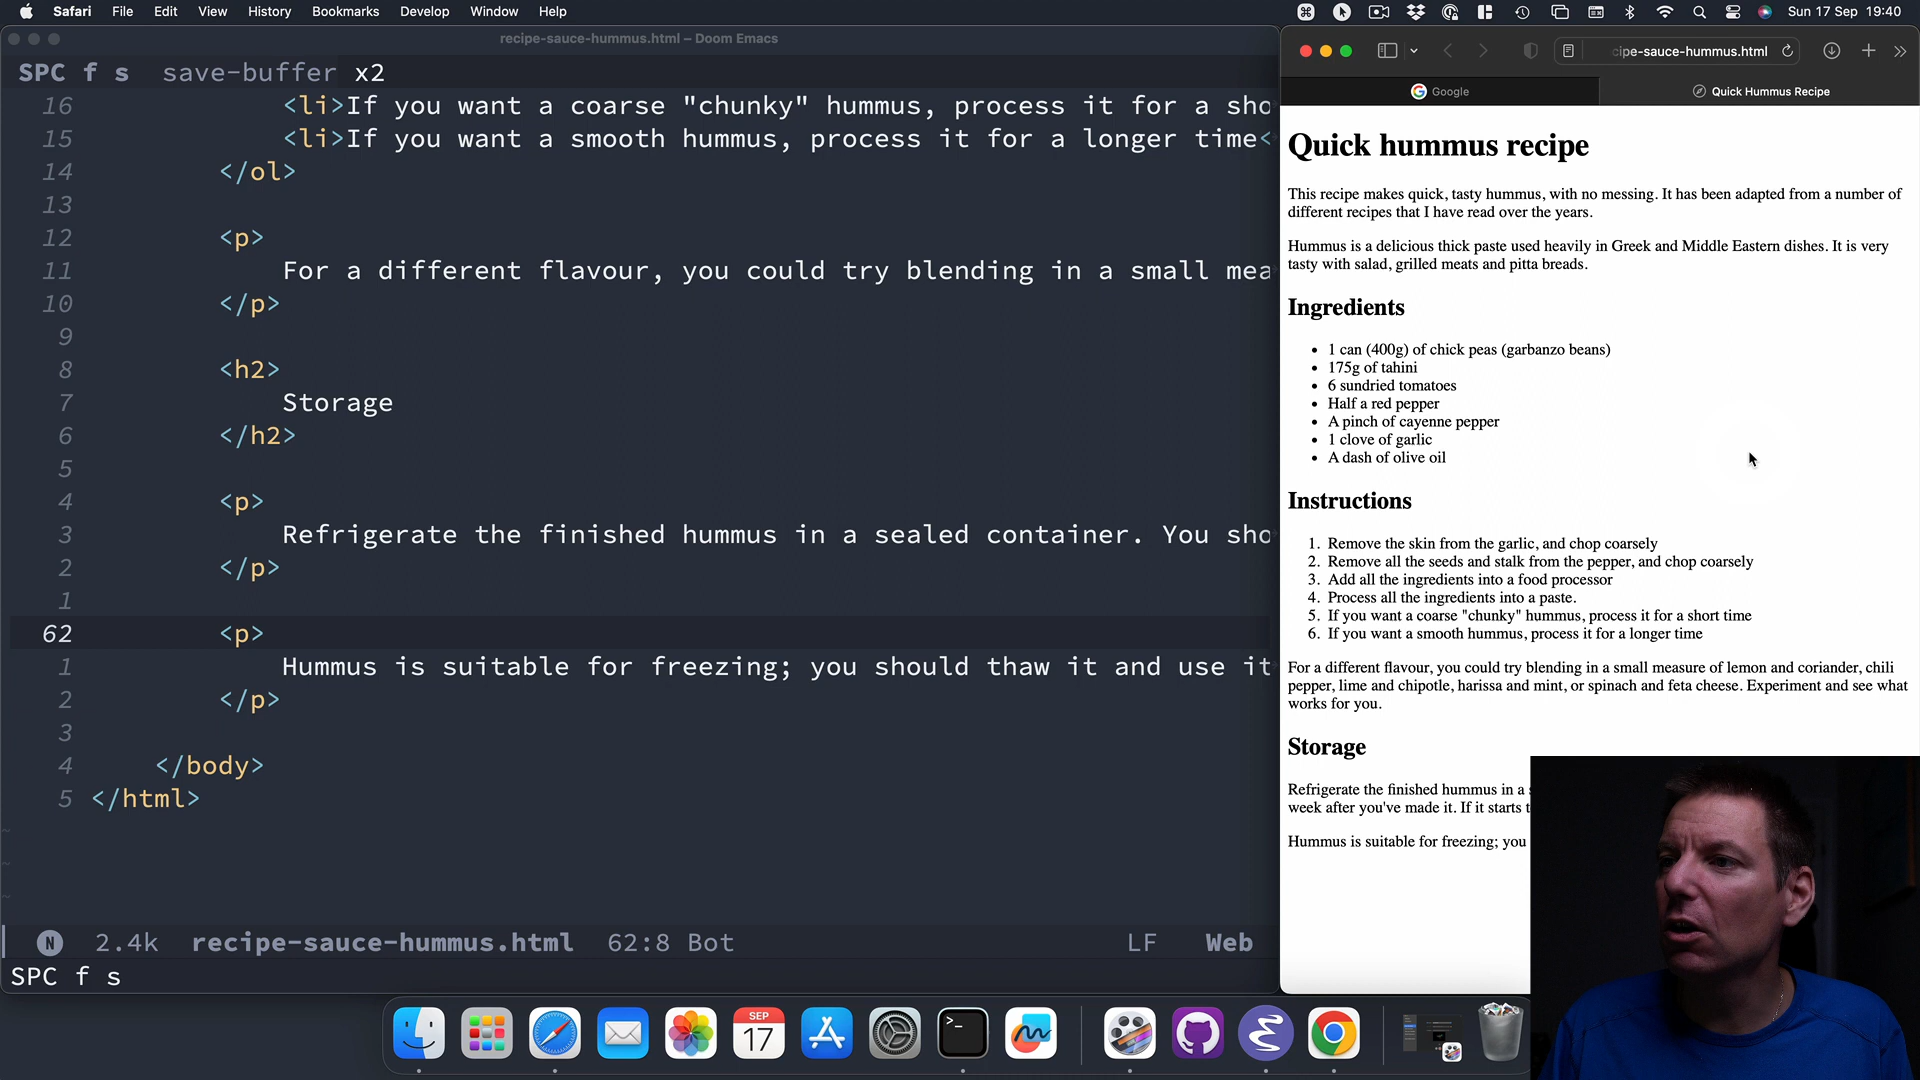 Safari File Edit View History Bookmarks Develop Window Help Sun 17 Sep 19:40
recipe-sauce-hummus.html – Doom Emacs
SPC f s save-buffer x2
16 <li>If you want a coarse "chunky" hummus, process it for a sho
15 <li>If you want a smooth hummus, process it for a longer time<
14 </ol>
13
12 <p>
11 For a different flavour, you could try blending in a small mea
10 </p>
9
8 <h2>
7 Storage
6 </h2>
5
4 <p>
3 Refrigerate the finished hummus in a sealed container. You sho
2 </p>
1
62 <p>
1 Hummus is suitable for freezing; you should thaw it and use it
2 </p>
3
4 </body>
5 </html>
N 2.4k recipe-sauce-hummus.html 62:8 Bot LF Web
SPC f s
cipe-sauce-hummus.html
Google
Quick Hummus Recipe
Quick hummus recipe
This recipe makes quick, tasty hummus, with no messing. It has been adapted from a number of
different recipes that I have read over the years.
Hummus is a delicious thick paste used heavily in Greek and Middle Eastern dishes. It is very
tasty with salad, grilled meats and pitta breads.
Ingredients
• 1 can (400g) of chick peas (garbanzo beans)
• 175g of tahini
• 6 sundried tomatoes
• Half a red pepper
• A pinch of cayenne pepper
• 1 clove of garlic
• A dash of olive oil
Instructions
1. Remove the skin from the garlic, and chop coarsely
2. Remove all the seeds and stalk from the pepper, and chop coarsely
3. Add all the ingredients into a food processor
4. Process all the ingredients into a paste.
5. If you want a coarse "chunky" hummus, process it for a short time
6. If you want a smooth hummus, process it for a longer time
For a different flavour, you could try blending in a small measure of lemon and coriander, chili
pepper, lime and chipotle, harissa and mint, or spinach and feta cheese. Experiment and see what
works for you.
Storage
Refrigerate the finished hummus in a
week after you've made it. If it starts
Hummus is suitable for freezing; you
SEP
17